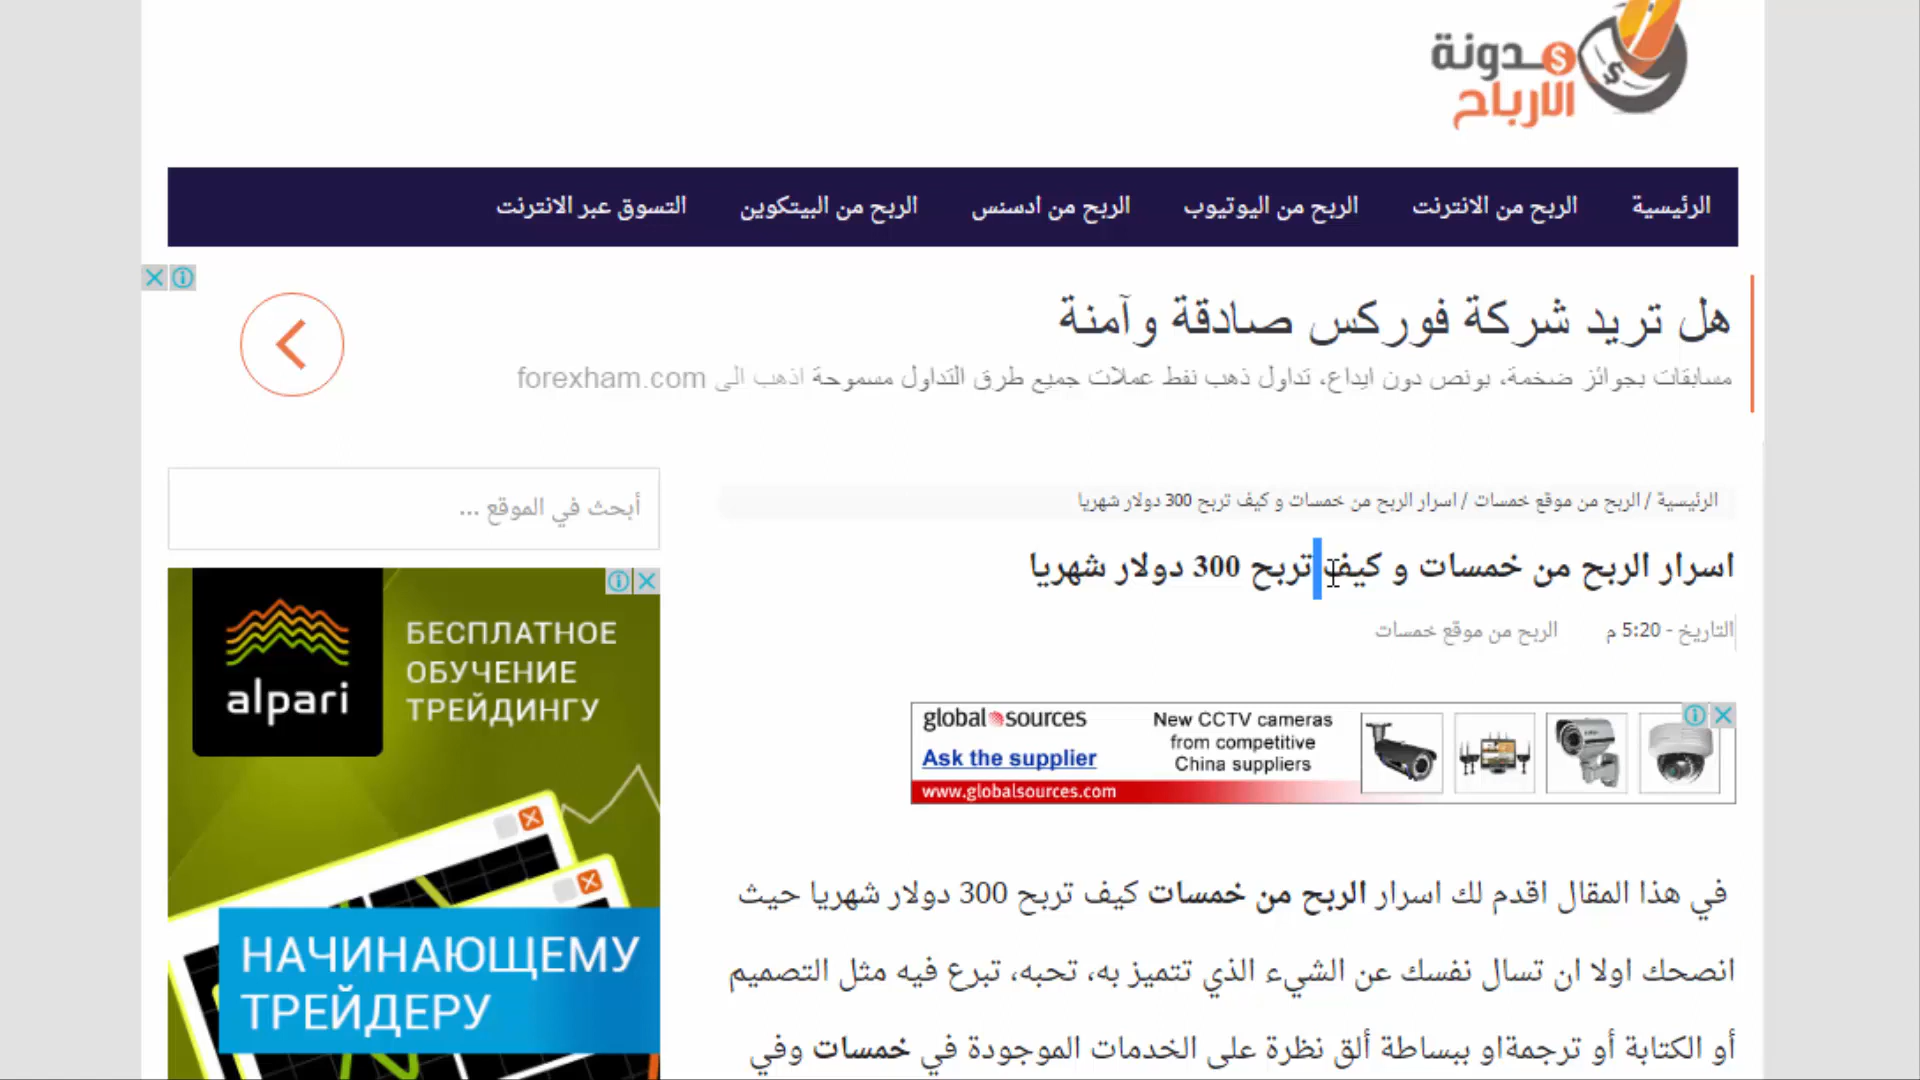 مدونة
الارباح
الرئيسية
الربح من الانترنت
الربح من اليوتيوب
الربح من ادسنس
الربح من البيتكوين
التسوق عبر الانترنت
هل تريد شركة فوركس صادقة وآمنة
مسابقات بجوائز ضخمة، بونص دون ايداع، تداول ذهب نفط عملات جميع طرق التداول مسموحة اذهب الى forexham.com
الرئيسية / الربح من موقع خمسات / اسرار الربح من خمسات و كيف تربح 300 دولار شهريا
اسرار الربح من خمسات و كيف تربح 300 دولار شهريا
التاريخ - 5:20 م
الربح من موقع خمسات
global sources
Ask the supplier
www.globalsources.com
New CCTV cameras
from competitive
China suppliers
في هذا المقال اقدم لك اسرار الربح من خمسات كيف تربح 300 دولار شهريا حيث
انصحك اولا ان تسال نفسك عن الشيء الذي تتميز به، تحبه، تبرع فيه مثل التصميم
أو الكتابة أو ترجمةاو ببساطة ألق نظرة على الخدمات الموجودة في خمسات وفي
أبحث في الموقع ...
alpari
БЕСПЛАТНОЕ
ОБУЧЕНИЕ
ТРЕЙДИНГУ
НАЧИНАЮЩЕМУ
ТРЕЙДЕРУ